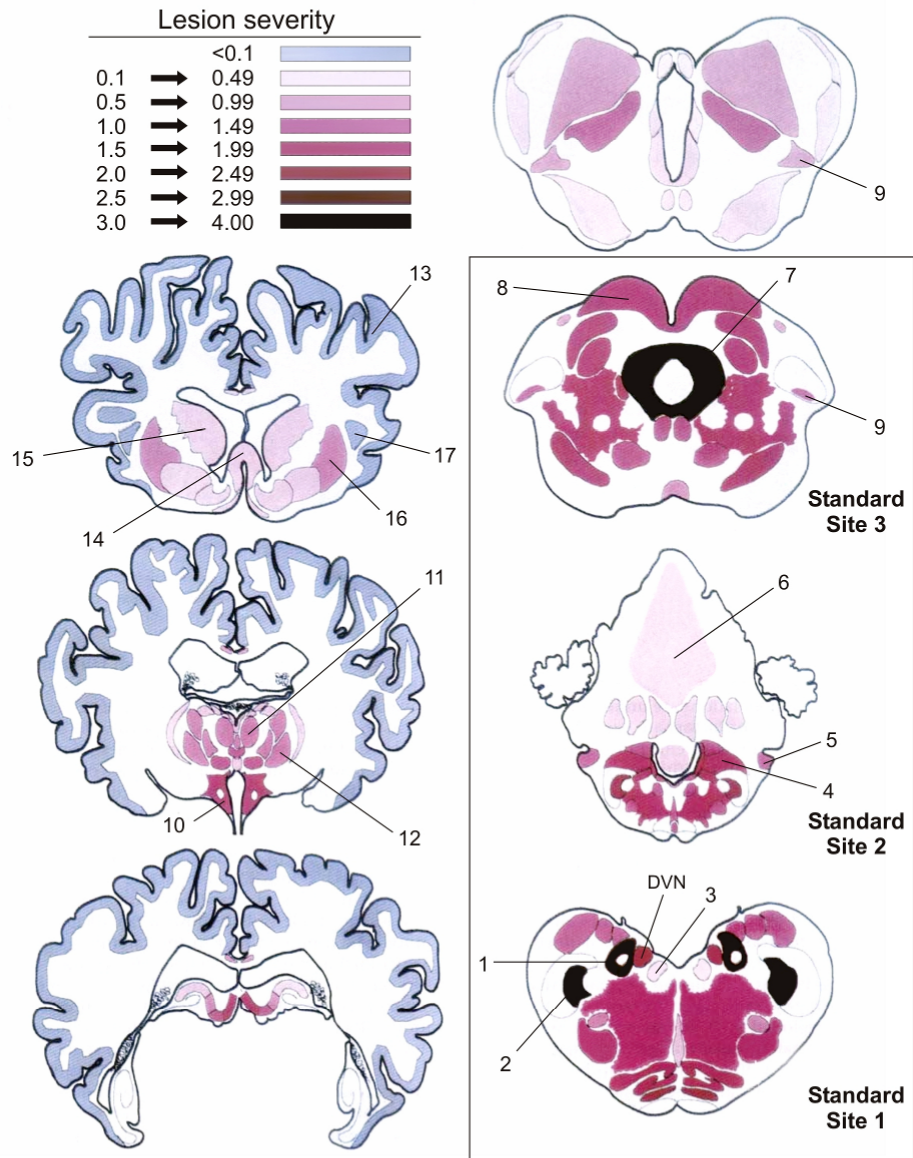 Lesion severity
<0.1
0.1 → 0.49
0.5 → 0.99
1.0 → 1.49
1.5 → 1.99
2.0 → 2.49
2.5 → 2.99
3.0 → 4.00
9
13
15
17
16
14
8
7
9
Standard
Site 3
11
10
12
6
5
4
Standard
Site 2
DVN
3
1
2
Standard
Site 1